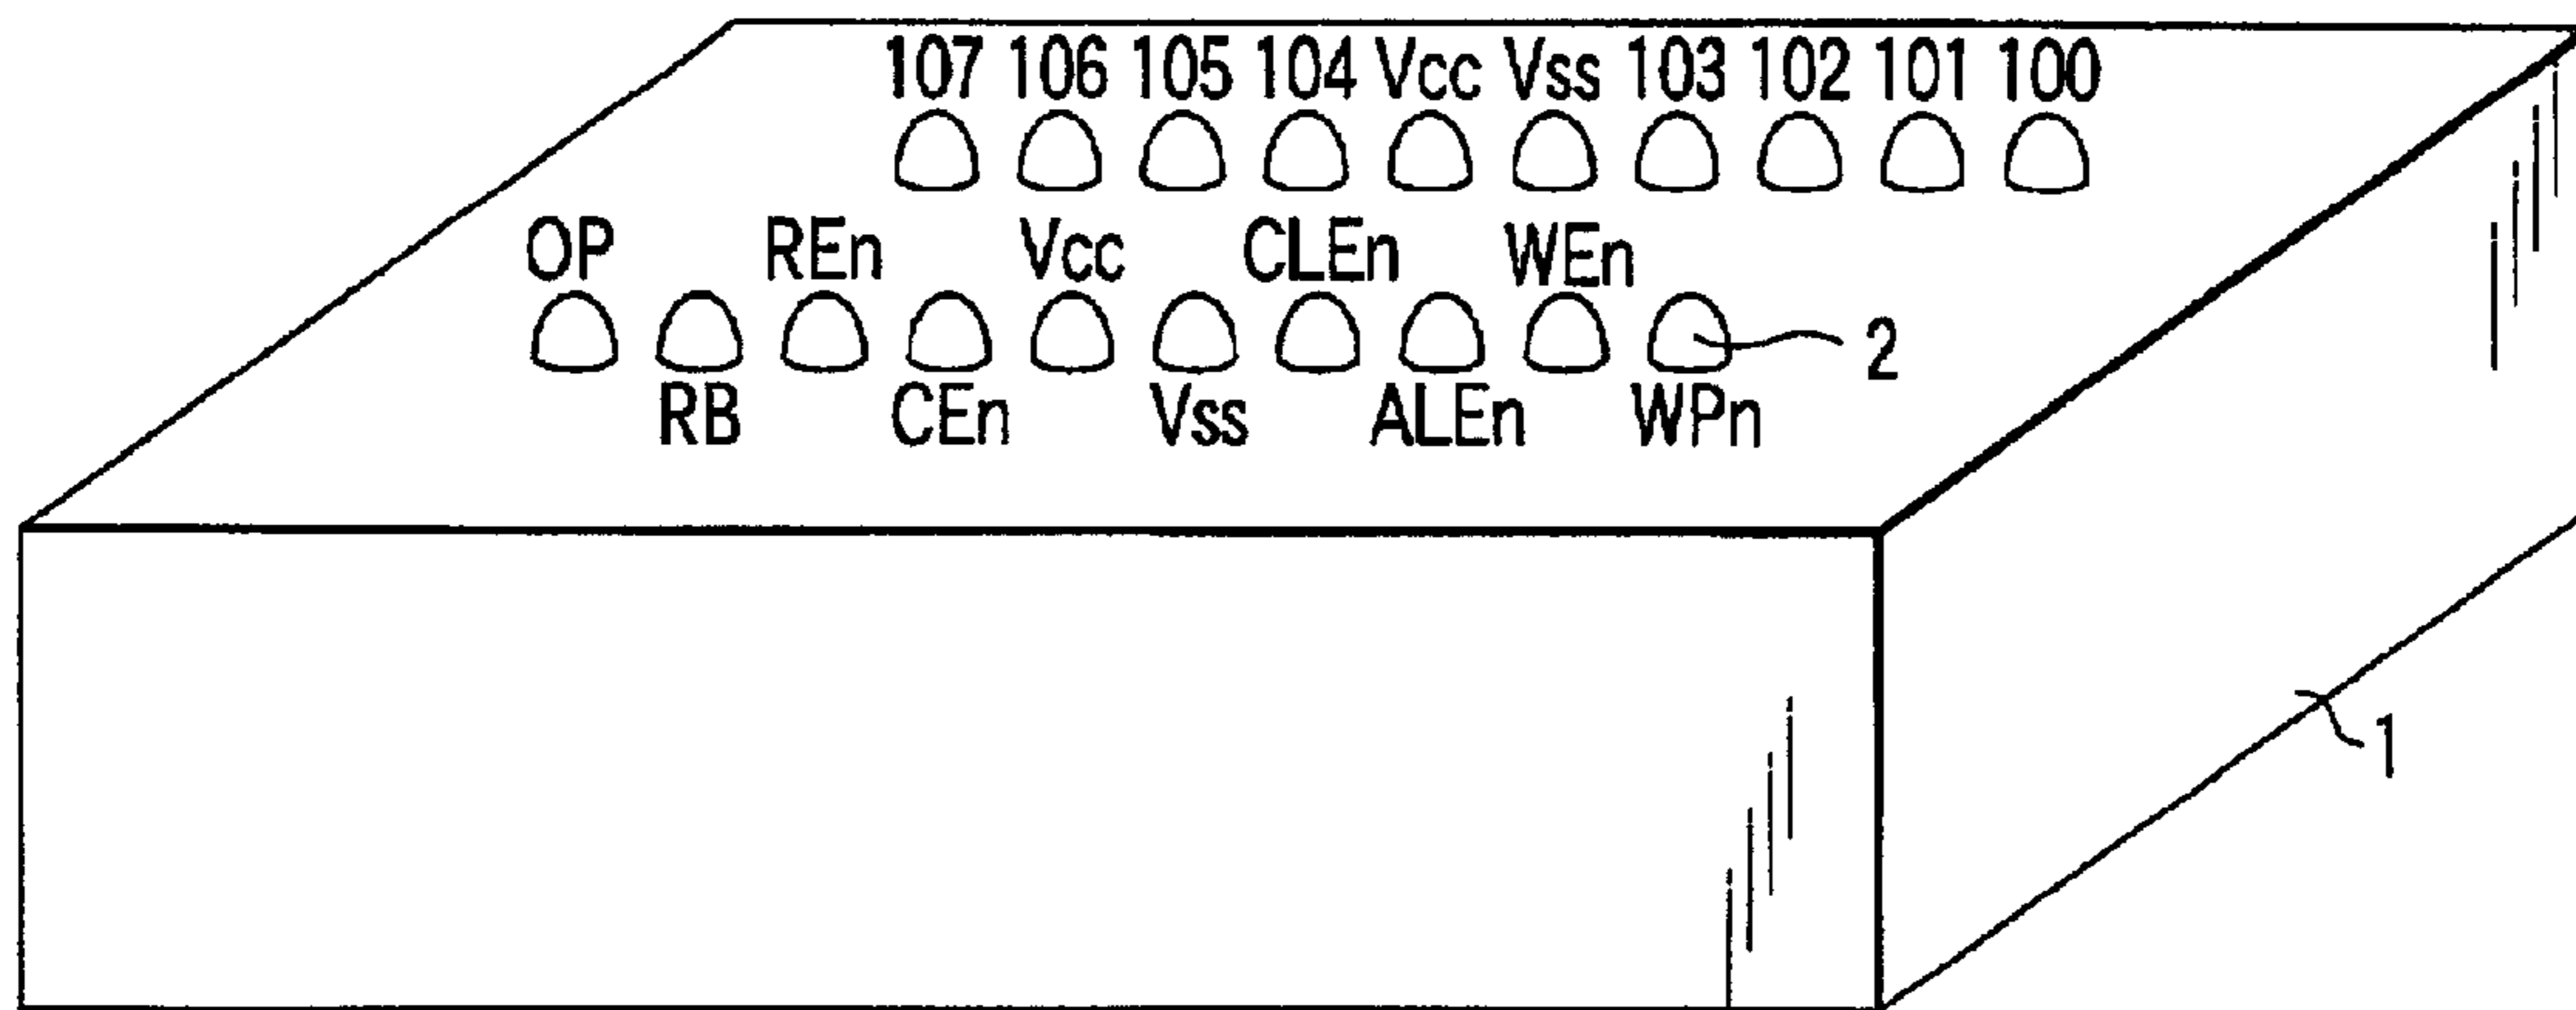 107 106 105 104 Vcc Vss 103 102 101 100
OP REn Vcc CLEn WEn
2
RB CEn Vss ALEn WPn
1